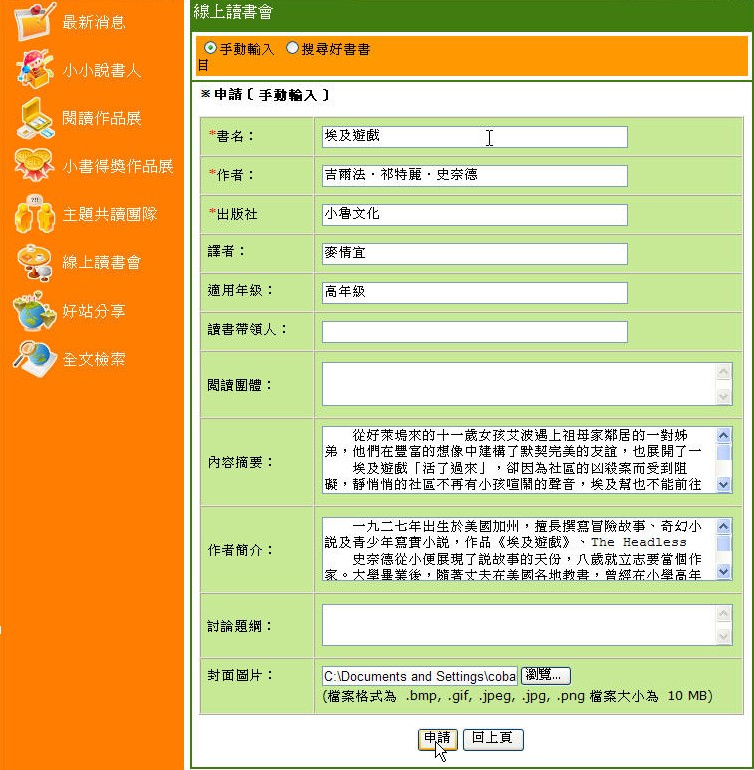 最新消息
小小說書人
閱讀作品展
小書得獎作品展
主題共讀團隊
線上讀書會
好站分享
全文檢索
線上讀書會
手動輸入 搜尋好書書
目
※申請〔手動輸入〕
*書名： 埃及遊戲
*作者： 吉爾法‧祁特麗‧史奈德
*出版社 小魯文化
譯者： 麥倩宜
適用年級： 高年級
讀書帶領人：
閱讀團體：
內容摘要：
從好萊塢來的十一歲女孩艾波遇上祖母家鄰居的一對姊
弟，他們在豐富的想像中建構了默契完美的友誼，也展開了一
埃及遊戲「活了過來」，卻因為社區的凶殺案而受到阻
礙，靜悄悄的社區不再有小孩喧鬧的聲音，埃及幫也不能前往
作者簡介：
一九二七年出生於美國加州，擅長撰寫冒險故事、奇幻小
說及青少年寫實小說，作品《埃及遊戲》、The Headless
史奈德從小便展現了說故事的天份，八歲就立志要當個作
家。大學畢業後，隨著丈夫在美國各地教書，曾經在小學高年
討論題綱：
封面圖片： C:\Documents and Settings\coba 瀏覽...
(檔案格式為 .bmp, .gif, .jpeg, .jpg, .png 檔案大小為 10 MB)
申請 回上頁